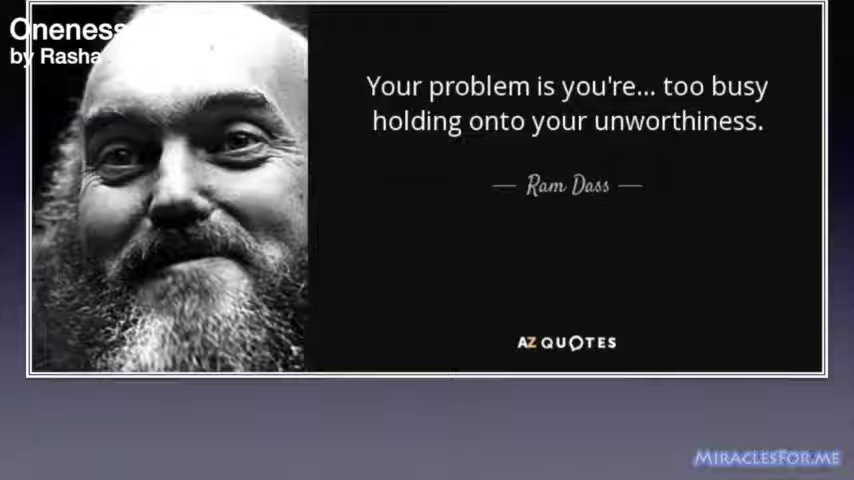 Oneness
by Rasha
Your problem is you're... too busy
holding onto your unworthiness.
— Ram Dass —
AZ QUOTES
MIRACLESFOR.ME